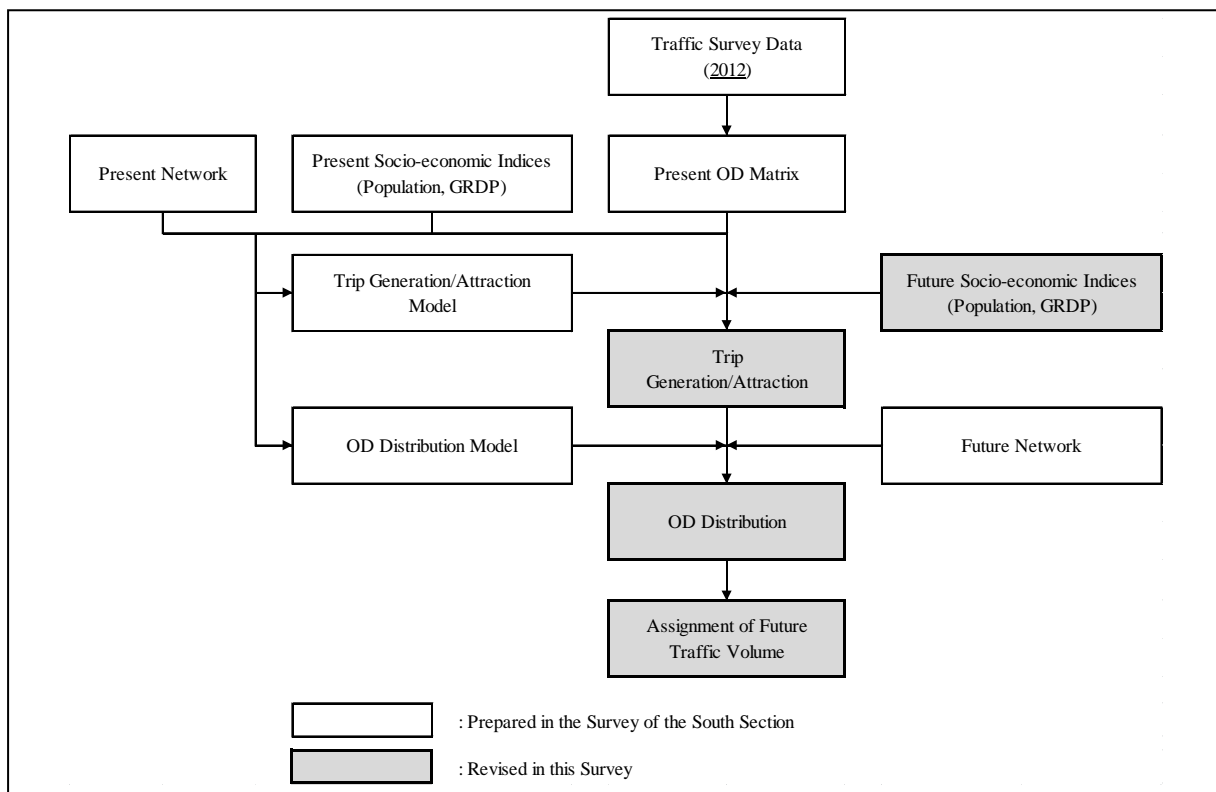 Traffic Survey Data
(2012)
Present Network
Present Socio-economic Indices
(Population, GRDP)
Present OD Matrix
Trip Generation/Attraction
Model
Future Socio-economic Indices
(Population, GRDP)
Trip
Generation/Attraction
OD Distribution Model
Future Network
OD Distribution
Assignment of Future
Traffic Volume
: Prepared in the Survey of the South Section
: Revised in this Survey